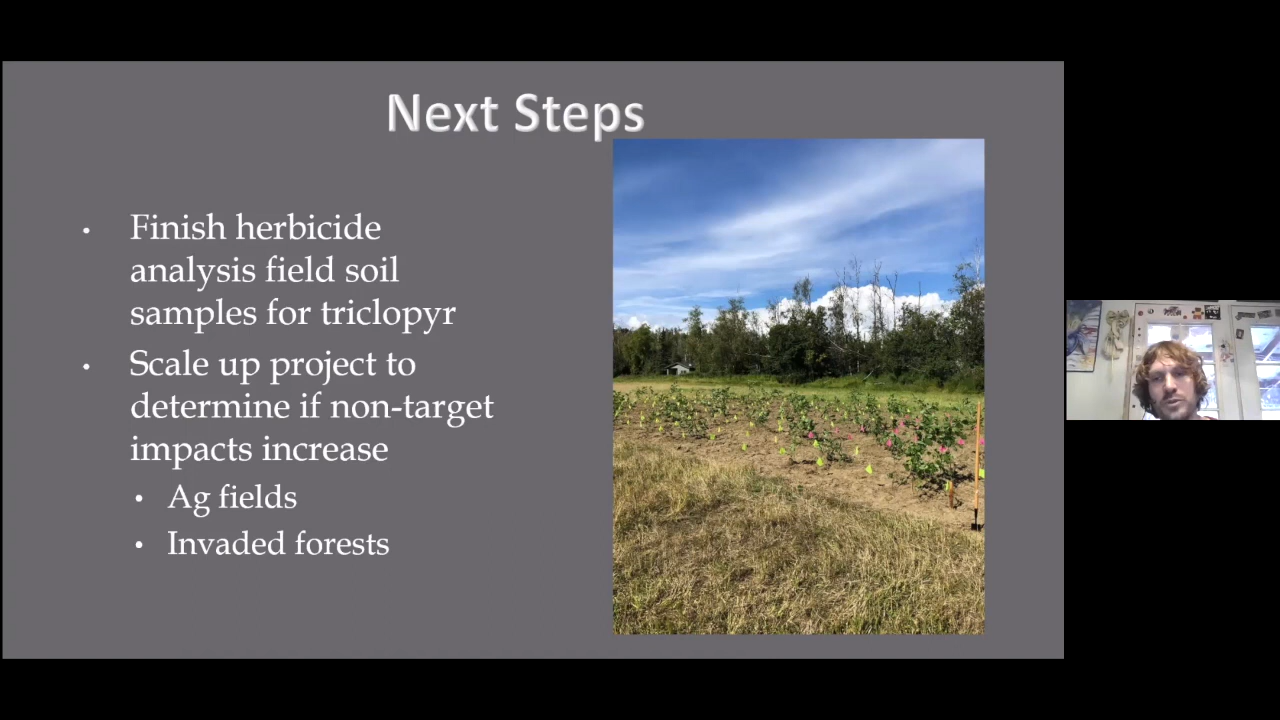 Next Steps
• Finish herbicide
analysis field soil
samples for triclopyr
• Scale up project to
determine if non-target
impacts increase
• Ag fields
• Invaded forests